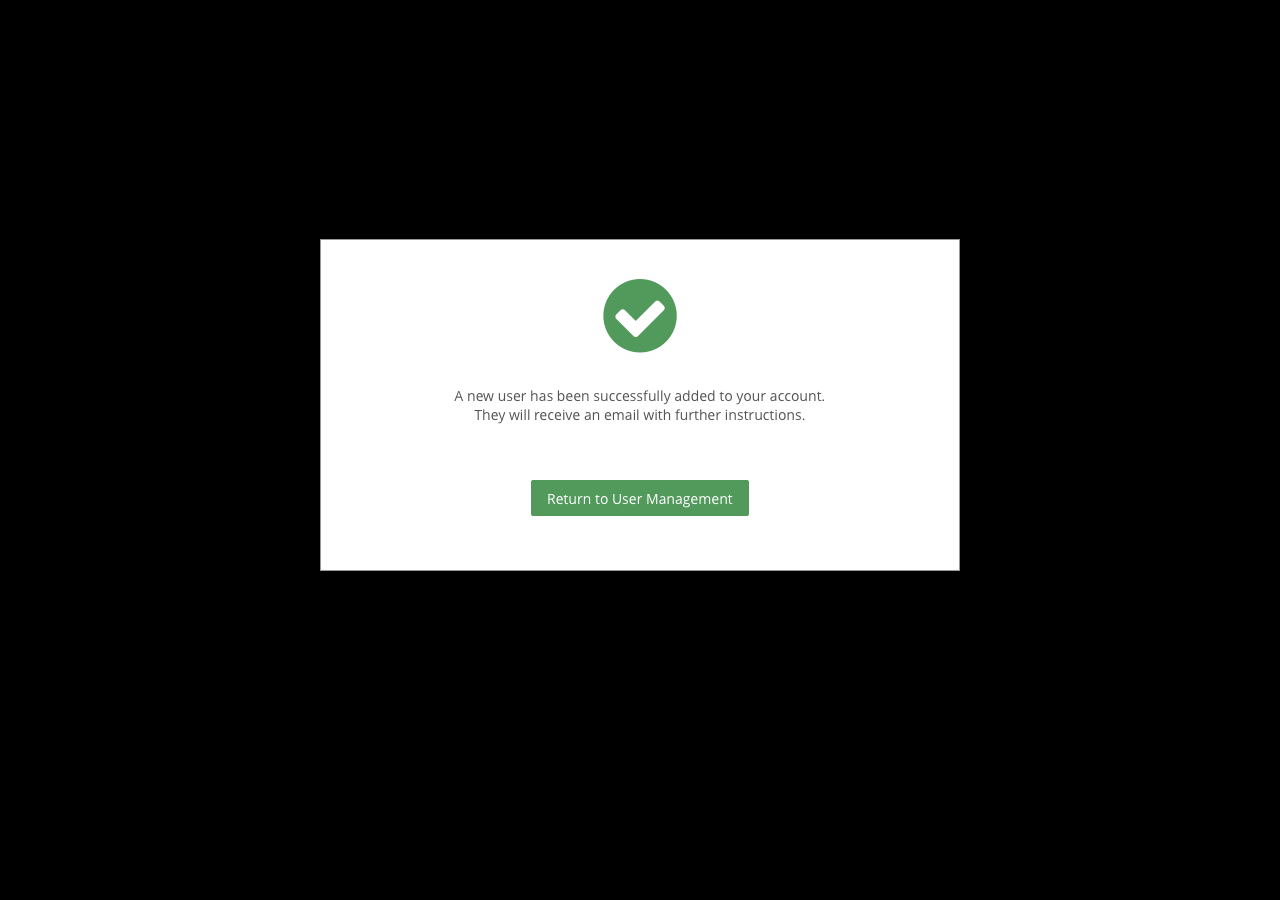 A new user has been successfully added to your account.
They will receive an email with further instructions.
Return to User Management